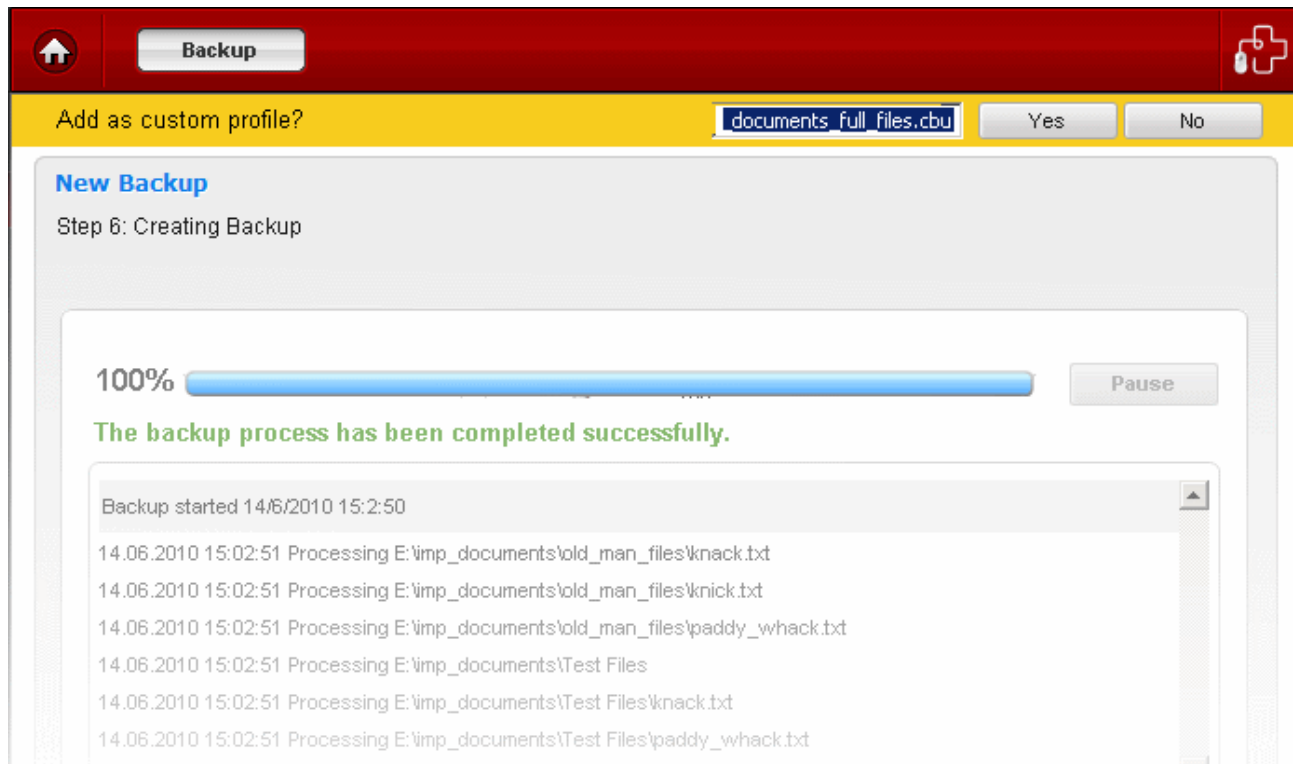 Backup
Add as custom profile? _documents_full_files.cbu Yes No
New Backup
Step 6: Creating Backup
100% Pause
The backup process has been completed successfully.
Backup started 14/6/2010 15:2:50
14.06.2010 15:02:51 Processing E:\imp_documents\old_man_files\knack.txt
14.06.2010 15:02:51 Processing E:\imp_documents\old_man_files\knick.txt
14.06.2010 15:02:51 Processing E:\imp_documents\old_man_files\paddy_whack.txt
14.06.2010 15:02:51 Processing E:\imp_documents\Test Files
14.06.2010 15:02:51 Processing E:\imp_documents\Test Files\knack.txt
14.06.2010 15:02:51 Processing E:\imp_documents\Test Files\paddy_whack.txt